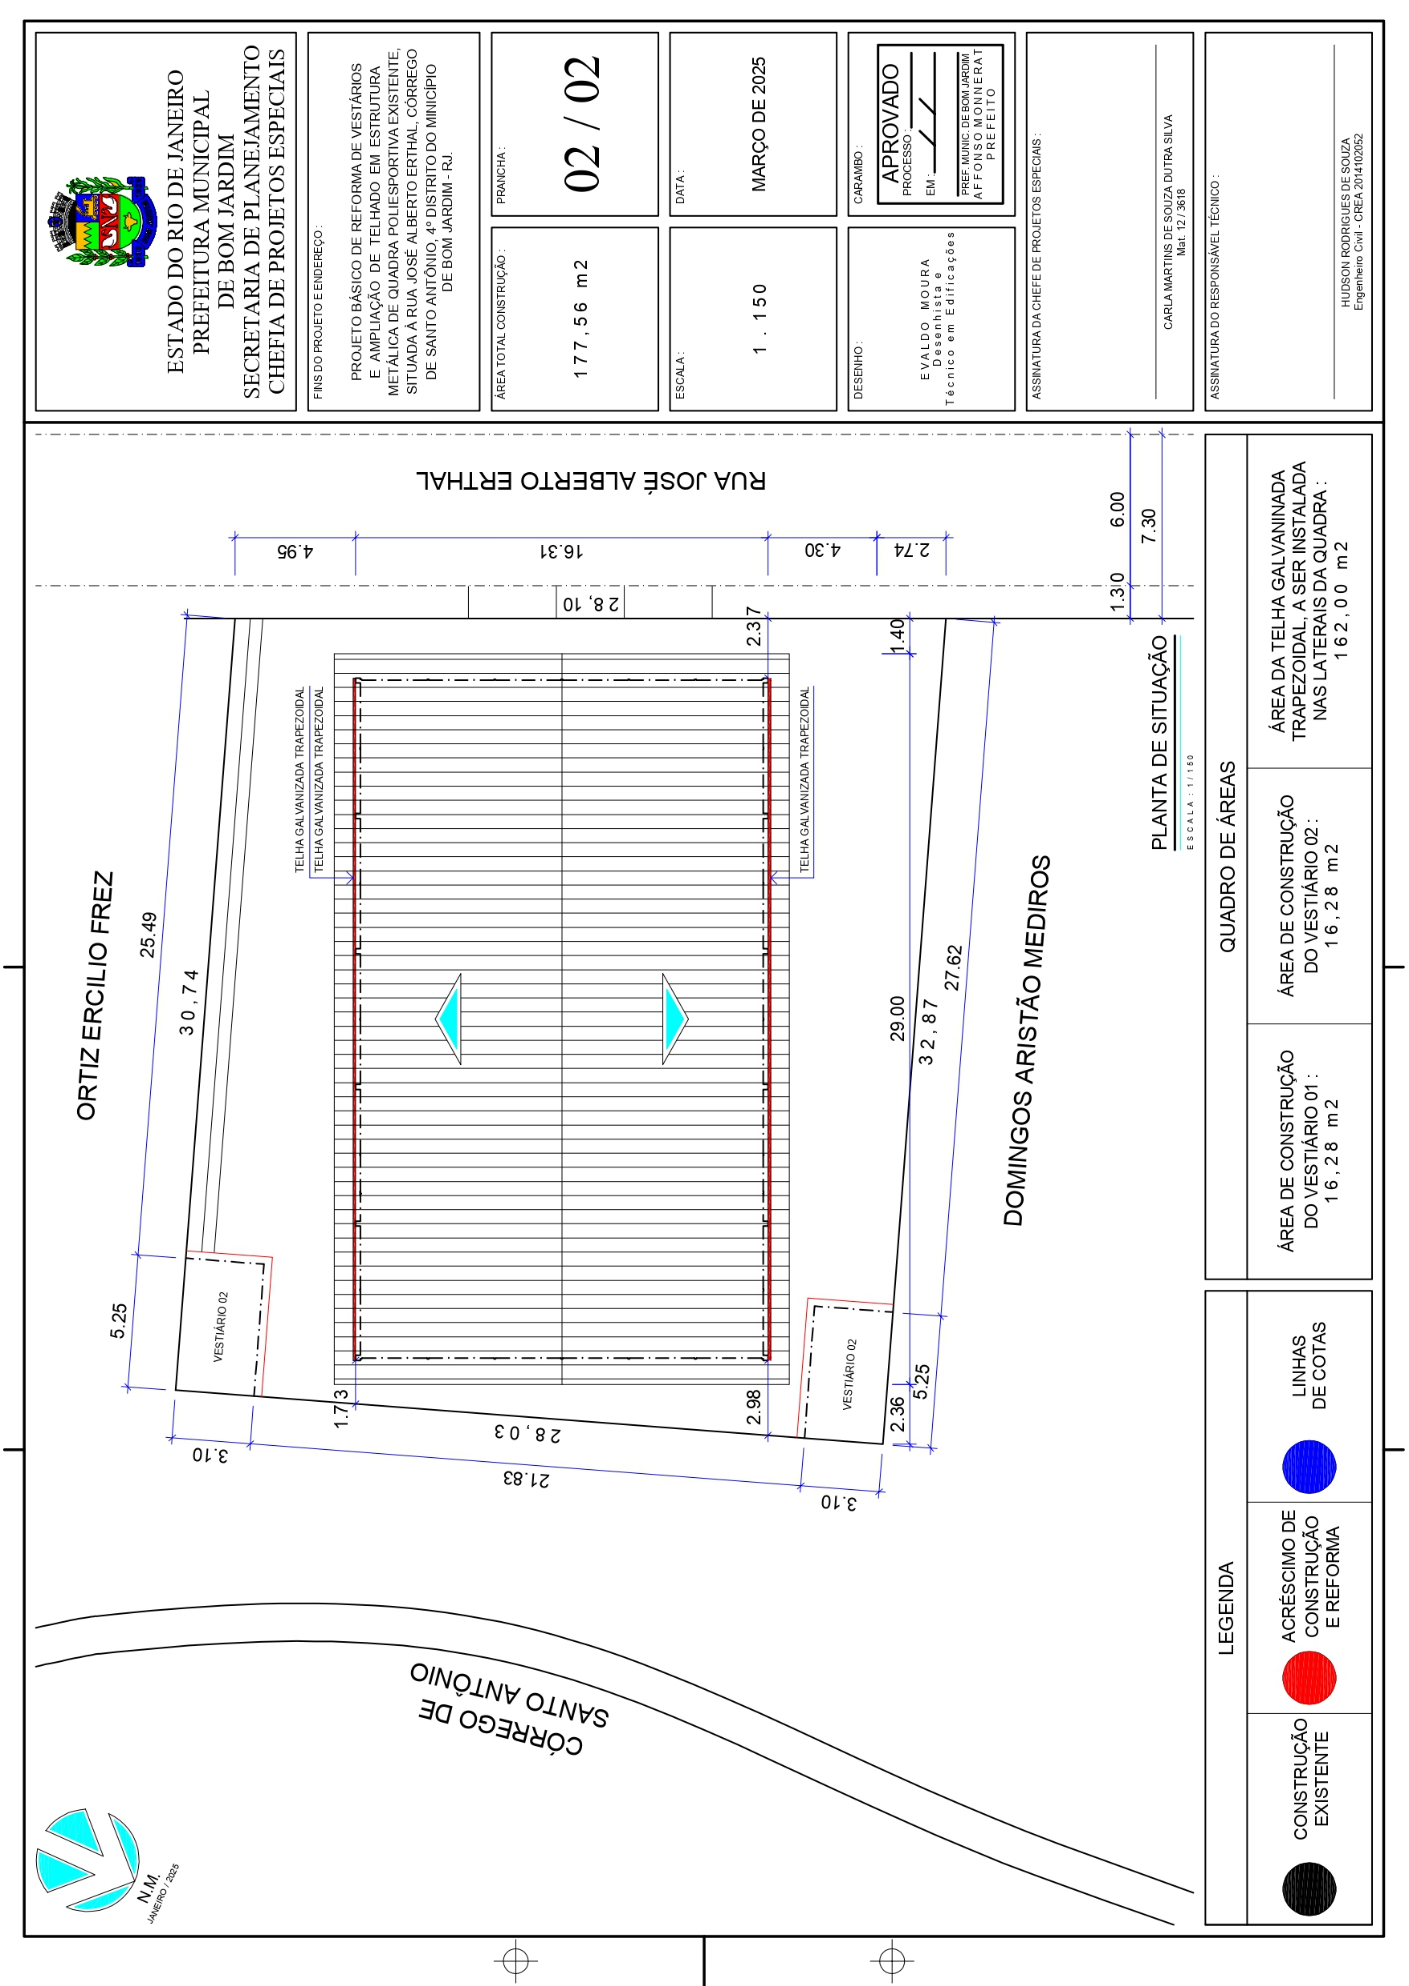 ESTADO DO RIO DE JANEIRO
PREFEITURA MUNICIPAL
DE BOM JARDIM
SECRETARIA DE PLANEJAMENTO
CHEFIA DE PROJETOS ESPECIAIS
FINS DO PROJETO E ENDEREÇO :
PROJETO BÁSICO DE REFORMA DE VESTÁRIOS
E AMPLIAÇÃO DE TELHADO EM ESTRUTURA
METÁLICA DE QUADRA POLIESPORTIVA EXISTENTE,
SITUADA À RUA JOSÉ ALBERTO ERTHAL, CÓRREGO
DE SANTO ANTÔNIO, 4º DISTRITO DO MINICÍPIO
DE BOM JARDIM - RJ.
ÁREA TOTAL CONSTRUÇÃO :
177,56 m2
PRANCHA :
02 / 02
ESCALA :
1 . 150
DATA :
MARÇO DE 2025
DESENHO :
EVALDO MOURA
Desenhista e
Técnico em Edificações
CARAMBO :
APROVADO
PROCESSO :
EM : / /
PREF. MUNIC. DE BOM JARDIM
AFFONSO MONNERAT
PREFEITO
ASSINATURA DA CHEFE DE PROJETOS ESPECIAIS :
CARLA MARTINS DE SOUZA DUTRA SILVA
Mat. 12 / 3618
ASSINATURA DO RESPONSÁVEL TÉCNICO :
HUDSON RODRIGUES DE SOUZA
Engenheiro Civil - CREA 2014102052
RUA JOSÉ ALBERTO ERTHAL
4.95
16.31
4.30
2.74
28,10
6.00
7.30
1.30
2.37
1.40
ORTIZ ERCILIO FREZ
25.49
30,74
5.25
TELHA GALVANIZADA TRAPEZOIDAL
TELHA GALVANIZADA TRAPEZOIDAL
TELHA GALVANIZADA TRAPEZOIDAL
29.00
32,87
27.62
DOMINGOS ARISTÃO MEDIROS
VESTIÁRIO 02
VESTIÁRIO 02
1.73
2.98
2.36
5.25
3.10
28,03
21.83
3.10
CÓRREGO DE
SANTO ANTÔNIO
N.M.
JANEIRO / 2025
PLANTA DE SITUAÇÃO
ESCALA : 1 / 150
QUADRO DE ÁREAS
ÁREA DE CONSTRUÇÃO
DO VESTIÁRIO 01 :
16,28 m2
ÁREA DE CONSTRUÇÃO
DO VESTIÁRIO 02 :
16,28 m2
ÁREA DA TELHA GALVANINADA
TRAPEZOIDAL, A SER INSTALADA
NAS LATERAIS DA QUADRA :
162,00 m2
LEGENDA
CONSTRUÇÃO
EXISTENTE
ACRÉSCIMO DE
CONSTRUÇÃO
E REFORMA
LINHAS
DE COTAS